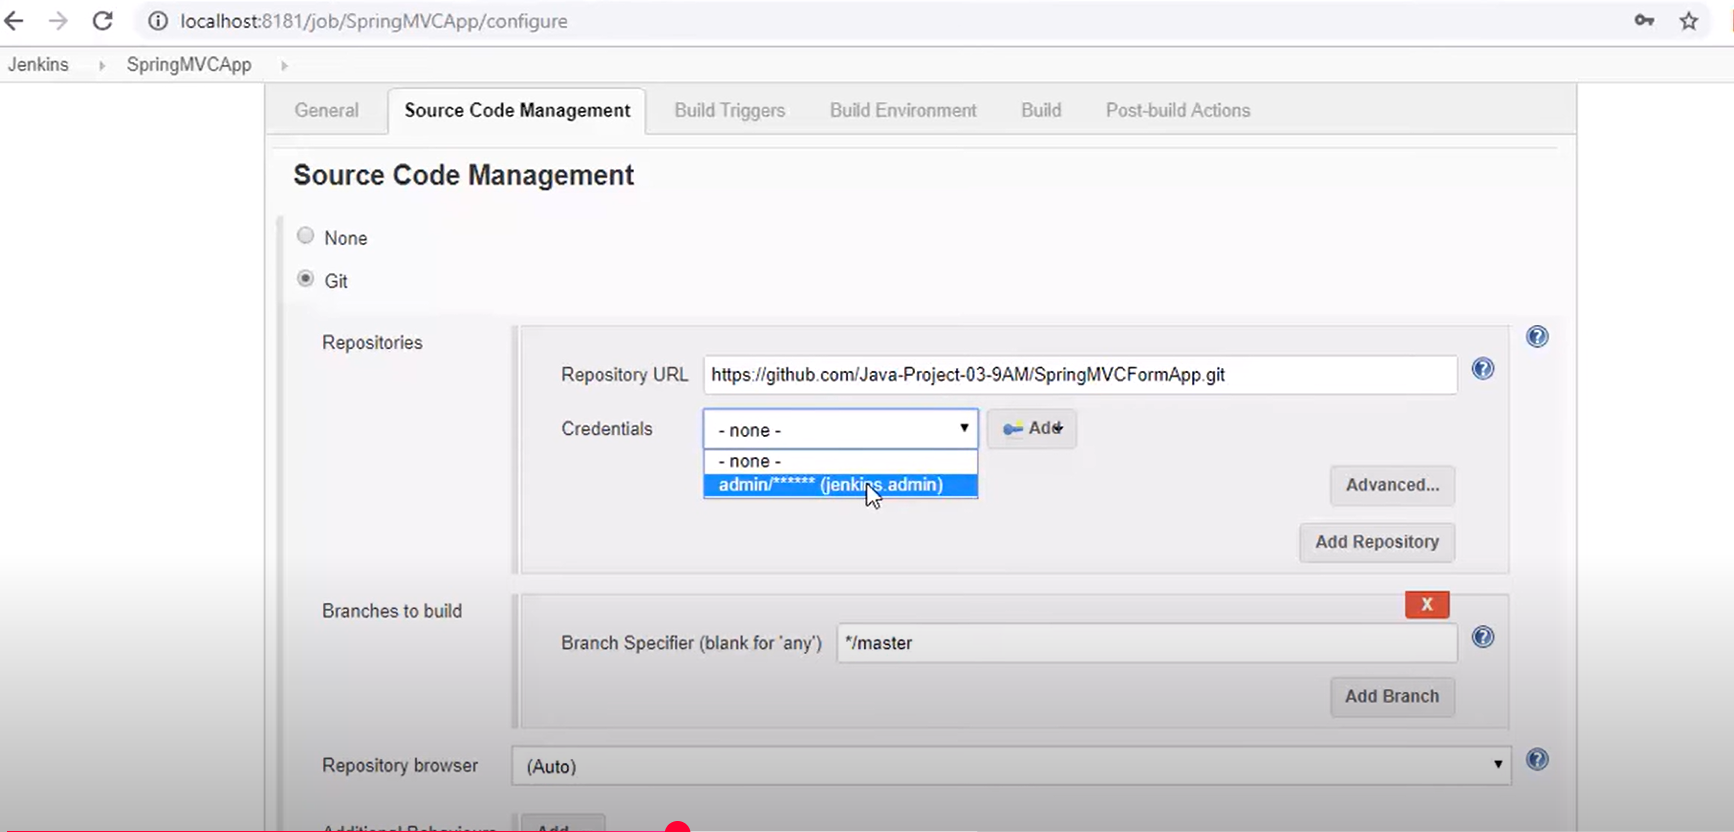 localhost:8181/job/SpringMVCApp/configure
Jenkins SpringMVCApp
General Source Code Management Build Triggers Build Environment Build Post-build Actions
Source Code Management
None
Git
Repositories
Repository URL https://github.com/Java-Project-03-9AM/SpringMVCFormApp.git
Credentials - none - Add
- none -
admin/****** (jenkins.admin)
Advanced...
Add Repository
Branches to build
X
Branch Specifier (blank for 'any') */master
Add Branch
Repository browser (Auto)
Additional Behaviours Add